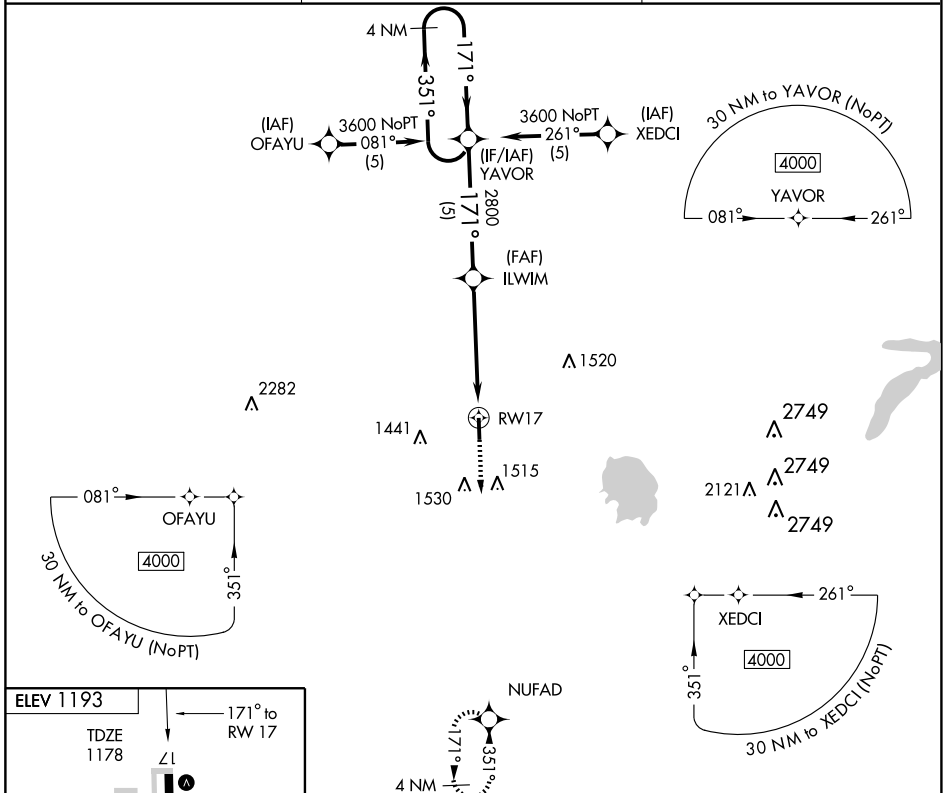 4 NM
171°
351°
(IAF)
OFAYU
3600 NoPT
081°
(5)
3600 NoPT
261°
(5)
(IAF)
XEDCI
(IF/IAF)
YAVOR
2800
171°
(5)
(FAF)
ILWIM
30 NM to YAVOR (NoPT)
4000
YAVOR
081°
261°
1520
2282
RW17
1441
1530
1515
2749
2749
2121
2749
081°
OFAYU
4000
351°
30 NM to OFAYU (NoPT)
261°
XEDCI
4000
351°
30 NM to XEDCI (NoPT)
NUFAD
171°
351°
4 NM
ELEV 1193
171° to
RW 17
TDZE
1178
17
V